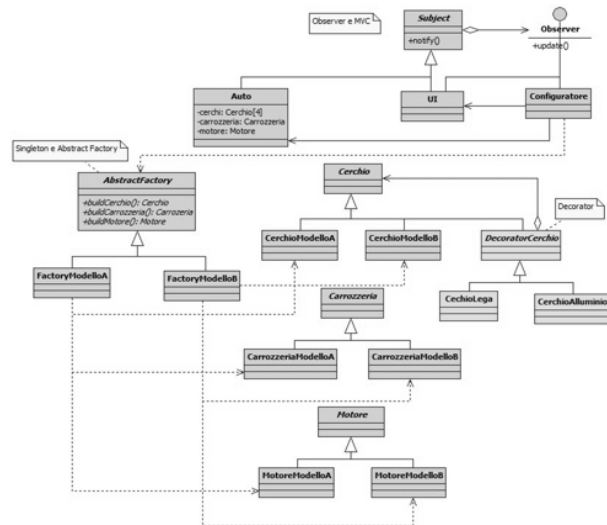 Observer e MVC
Subject
+notify()
Observer
+update()
Auto
-cerchi: Cerchio[4]
-carrozzeria: Carrozzeria
-motore: Motore
UI
Configuratore
Singleton e Abstract Factory
AbstractFactory
+buildCerchio(): Cerchio
+buildCarrozzeria(): Carrozeria
+buildMotore(): Motore
Cerchio
Decorator
CerchioModelloA
CerchioModelloB
DecoratorCerchio
FactoryModelloA
FactoryModelloB
CechioLega
CerchioAlluminio
Carrozzeria
CarrozzeriaModelloA
CarrozzeriaModelloB
Motore
MotoreModelloA
MotoreModelloB